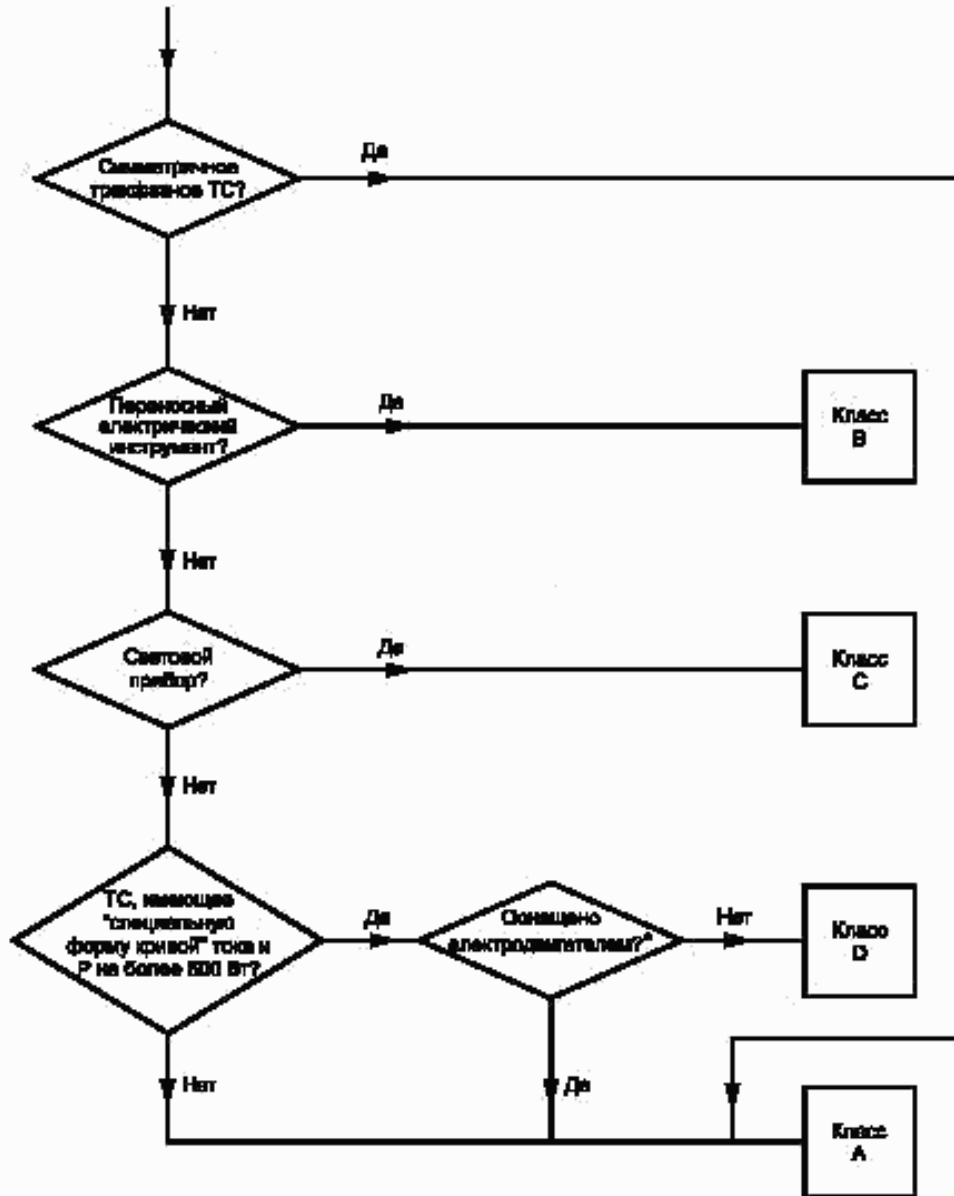 Да
Симметричное
трехфазное ТС?
Нет
Переносный
электрический
инструмент?
Да
Класс
B
Нет
Световой
прибор?
Да
Класс
C
Нет
ТС, имеющее
"специальную
форму кривой" тока и
P не более 600 Вт?
Да
Оснащено
электродвигателем?*
Нет
Класс
D
Нет
Да
Класс
A